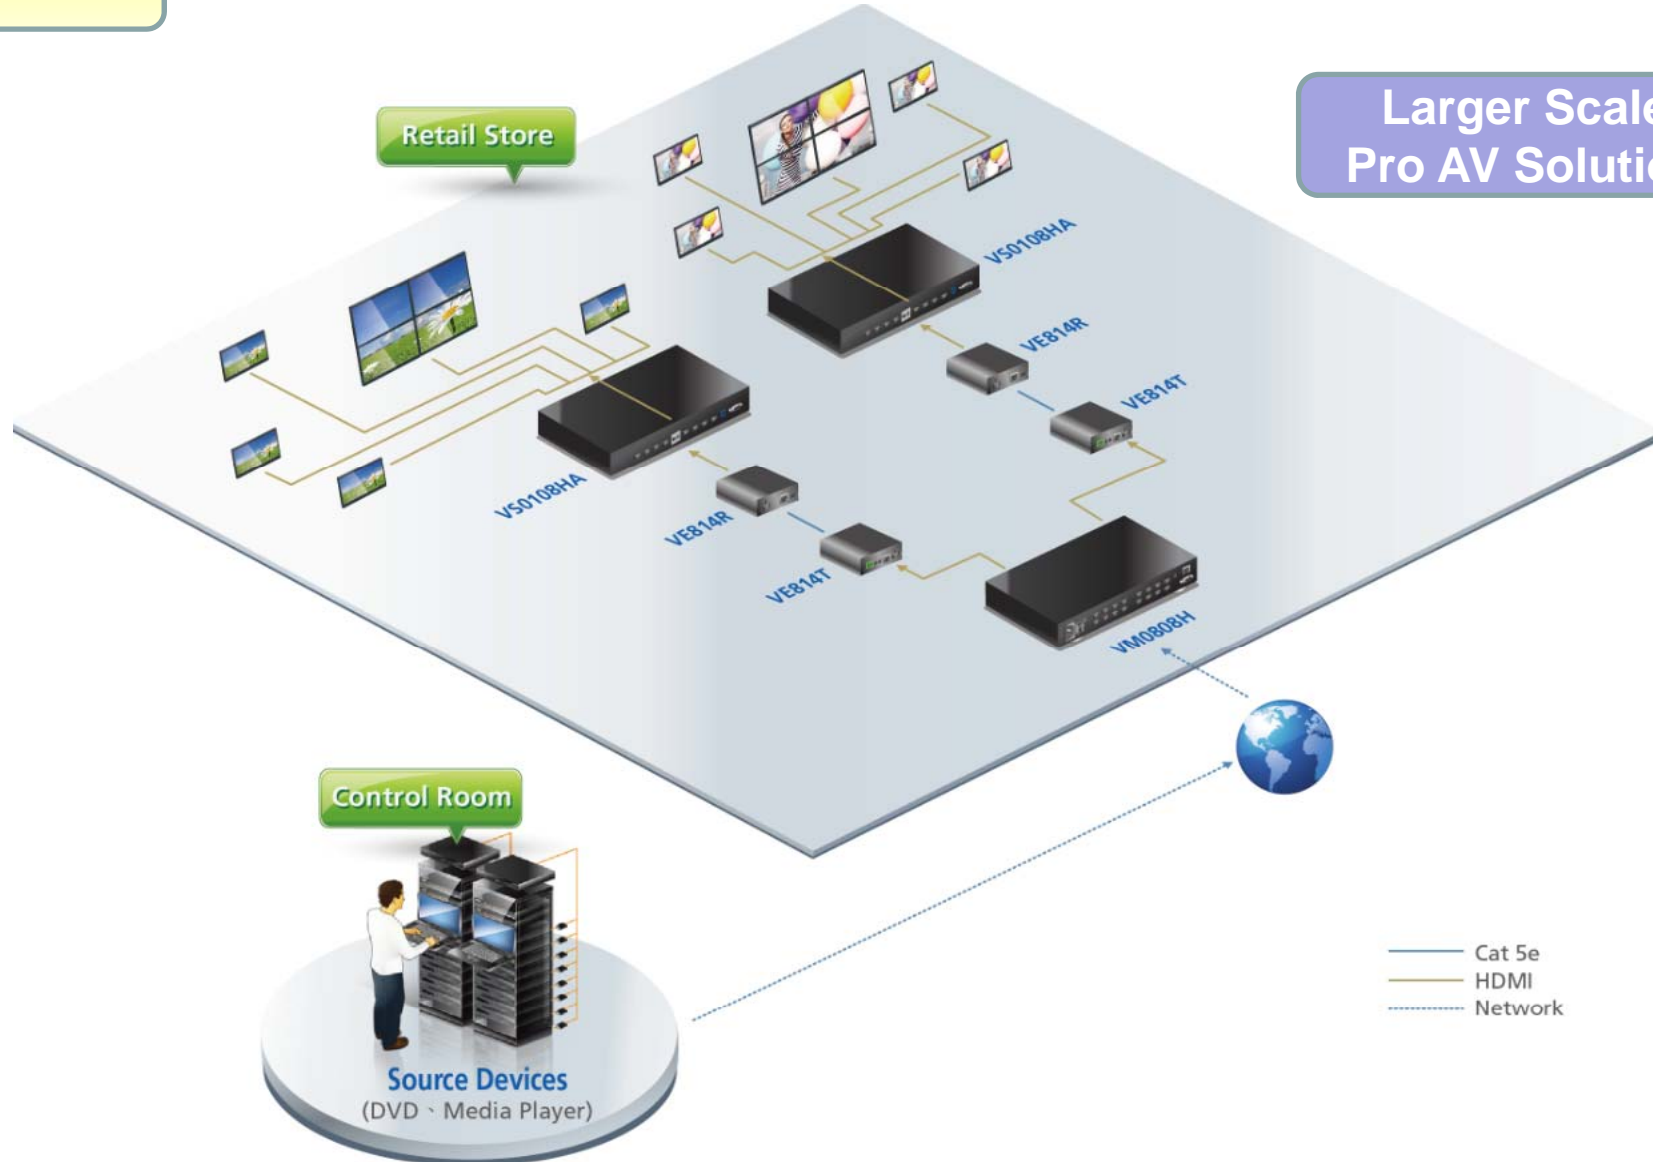 Larger Scale
Pro AV Solutio
Retail Store
VS0108HA
VE814R
VE814T
VS0108HA
VE814R
VE814T
VM0808H
Control Room
Cat 5e
HDMI
Network
Source Devices
(DVD、Media Player)